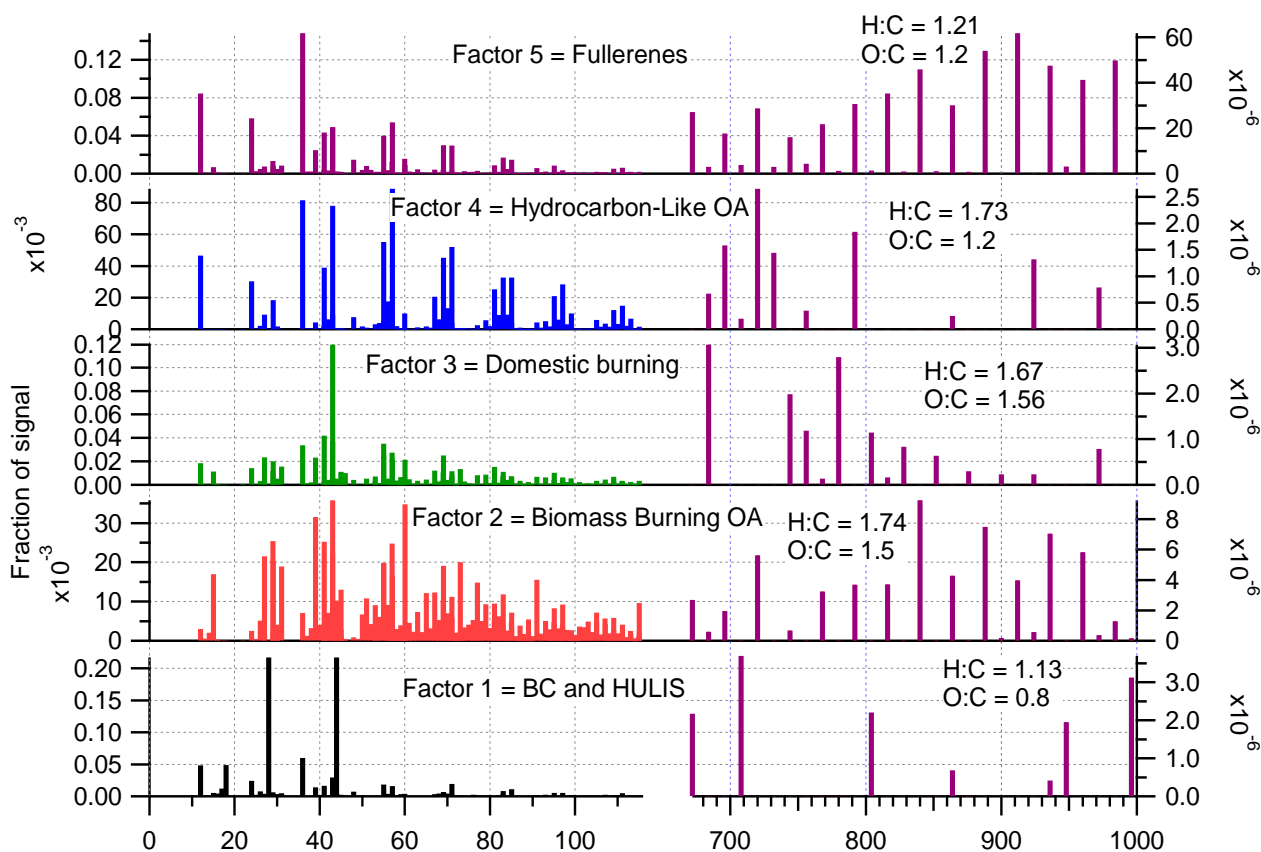 Factor 5 = Fullerenes
H:C = 1.21
O:C = 1.2
0.12
0.08
0.04
0.00
60
40
20
0
x10-6
Factor 4 = Hydrocarbon-Like OA
H:C = 1.73
O:C = 1.2
x10-3
80
60
40
20
0
2.5
2.0
1.5
1.0
0.5
0.0
x10-6
Factor 3 = Domestic burning
H:C = 1.67
O:C = 1.56
0.12
0.10
0.08
0.06
0.04
0.02
0.00
3.0
2.0
1.0
0.0
x10-6
Fraction of signal
Factor 2 = Biomass Burning OA
H:C = 1.74
O:C = 1.5
x10-3
30
20
10
0
8
6
4
2
0
x10-6
Factor 1 = BC and HULIS
H:C = 1.13
O:C = 0.8
0.20
0.15
0.10
0.05
0.00
3.0
2.0
1.0
0.0
x10-6
0 20 40 60 80 100 700 800 900 1000